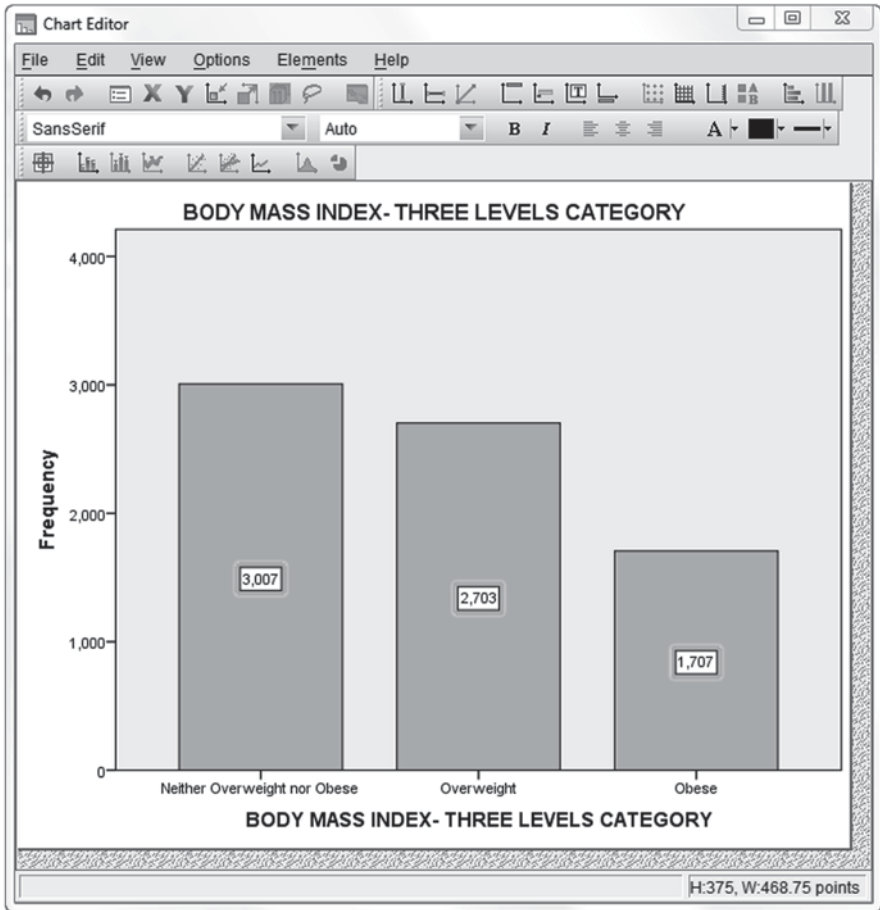 Chart Editor
File Edit View Options Elements Help
SansSerif Auto B I A
BODY MASS INDEX- THREE LEVELS CATEGORY
4,000
3,000
2,000
1,000
0
Frequency
3,007
2,703
1,707
Neither Overweight nor Obese Overweight Obese
BODY MASS INDEX- THREE LEVELS CATEGORY
H:375, W:468.75 points